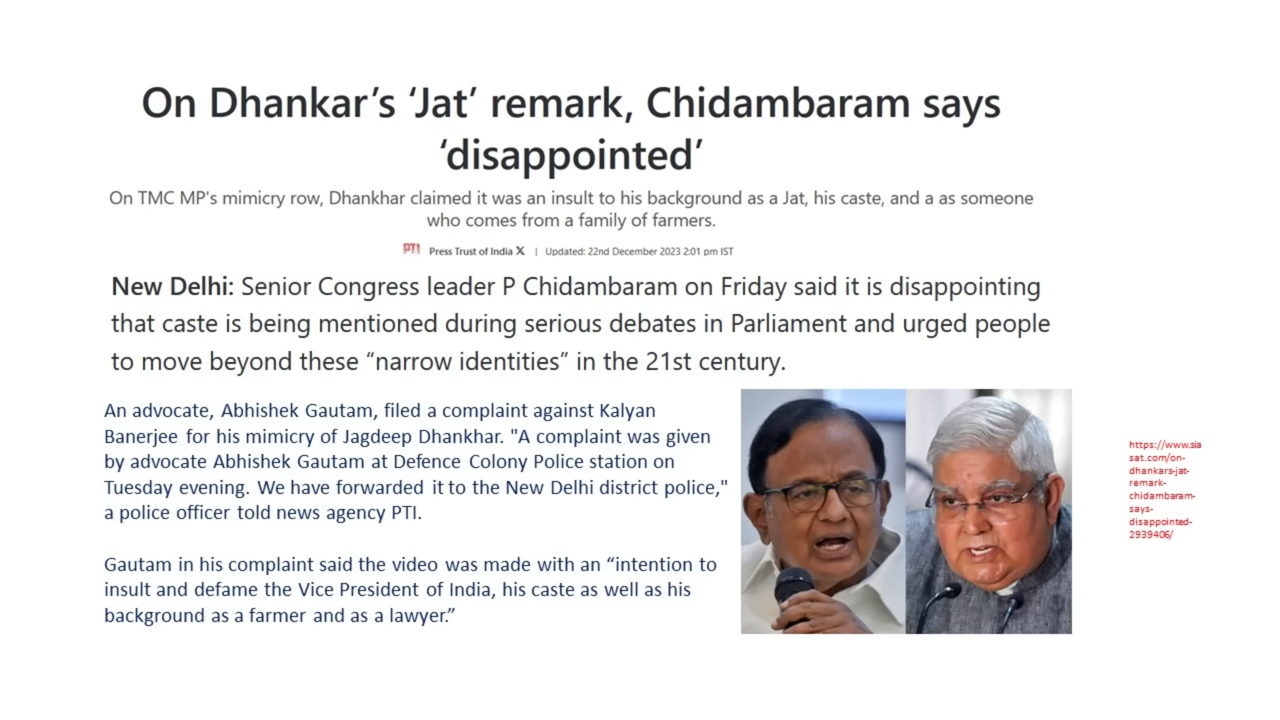 On Dhankar’s ‘Jat’ remark, Chidambaram says
‘disappointed’
On TMC MP's mimicry row, Dhankhar claimed it was an insult to his background as a Jat, his caste, and a as someone
who comes from a family of farmers.
PTI Press Trust of India X | Updated: 22nd December 2023 2:01 pm IST
New Delhi: Senior Congress leader P Chidambaram on Friday said it is disappointing
that caste is being mentioned during serious debates in Parliament and urged people
to move beyond these “narrow identities” in the 21st century.
An advocate, Abhishek Gautam, filed a complaint against Kalyan
Banerjee for his mimicry of Jagdeep Dhankhar. "A complaint was given
by advocate Abhishek Gautam at Defence Colony Police station on
Tuesday evening. We have forwarded it to the New Delhi district police,"
a police officer told news agency PTI.
Gautam in his complaint said the video was made with an “intention to
insult and defame the Vice President of India, his caste as well as his
background as a farmer and as a lawyer.”
https://www.sia
sat.com/on-
dhankars-jat-
remark-
chidambaram-
says-
disappointed-
2939406/